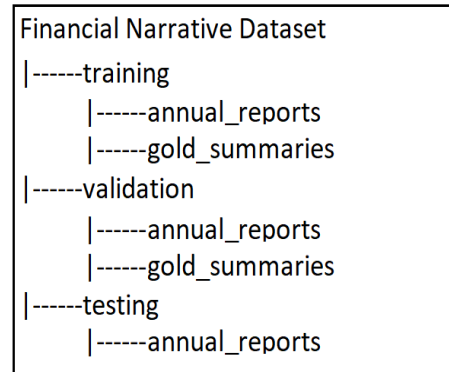 Financial Narrative Dataset
|------training
|------annual_reports
|------gold_summaries
|------validation
|------annual_reports
|------gold_summaries
|------testing
|------annual_reports